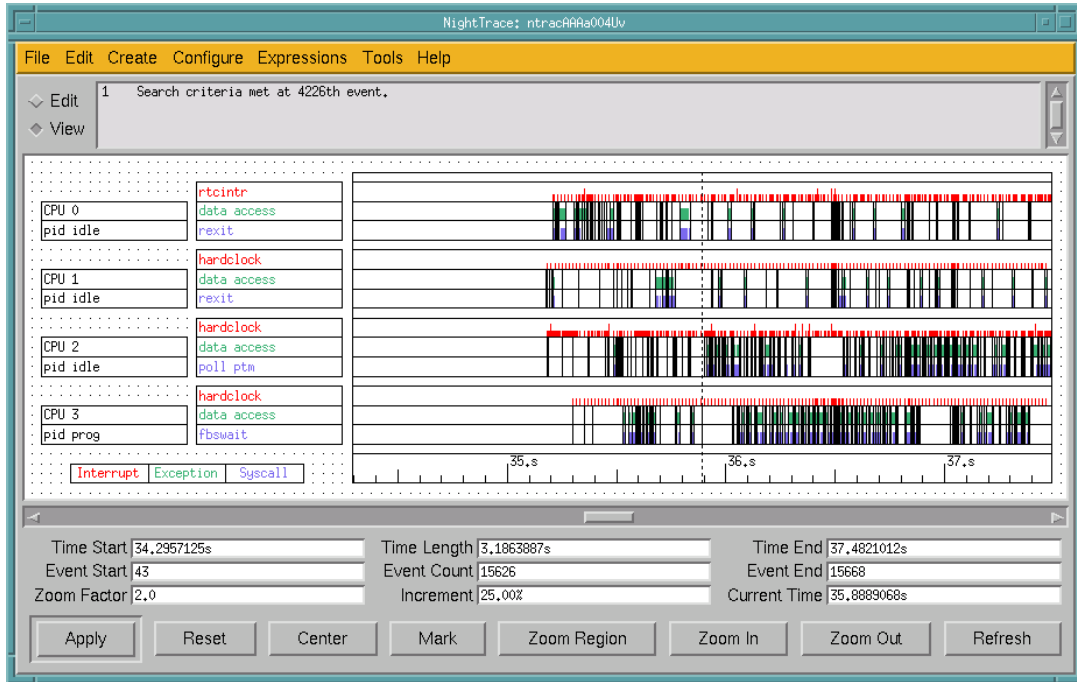 NightTrace: ntracAAAa004Uv
File Edit Create Configure Expressions Tools Help
Edit
View
1 Search criteria met at 4226th event.
rtcintr
CPU 0 data access
pid idle rexit
hardclock
CPU 1 data access
pid idle rexit
hardclock
CPU 2 data access
pid idle poll ptm
hardclock
CPU 3 data access
pid prog fbswait
35.s 36.s 37.s
Interrupt Exception Syscall
Time Start 34.2957125s Time Length 3.1863887s Time End 37.4821012s
Event Start 43 Event Count 15626 Event End 15668
Zoom Factor 2.0 Increment 25.00% Current Time 35.8889068s
Apply Reset Center Mark Zoom Region Zoom In Zoom Out Refresh